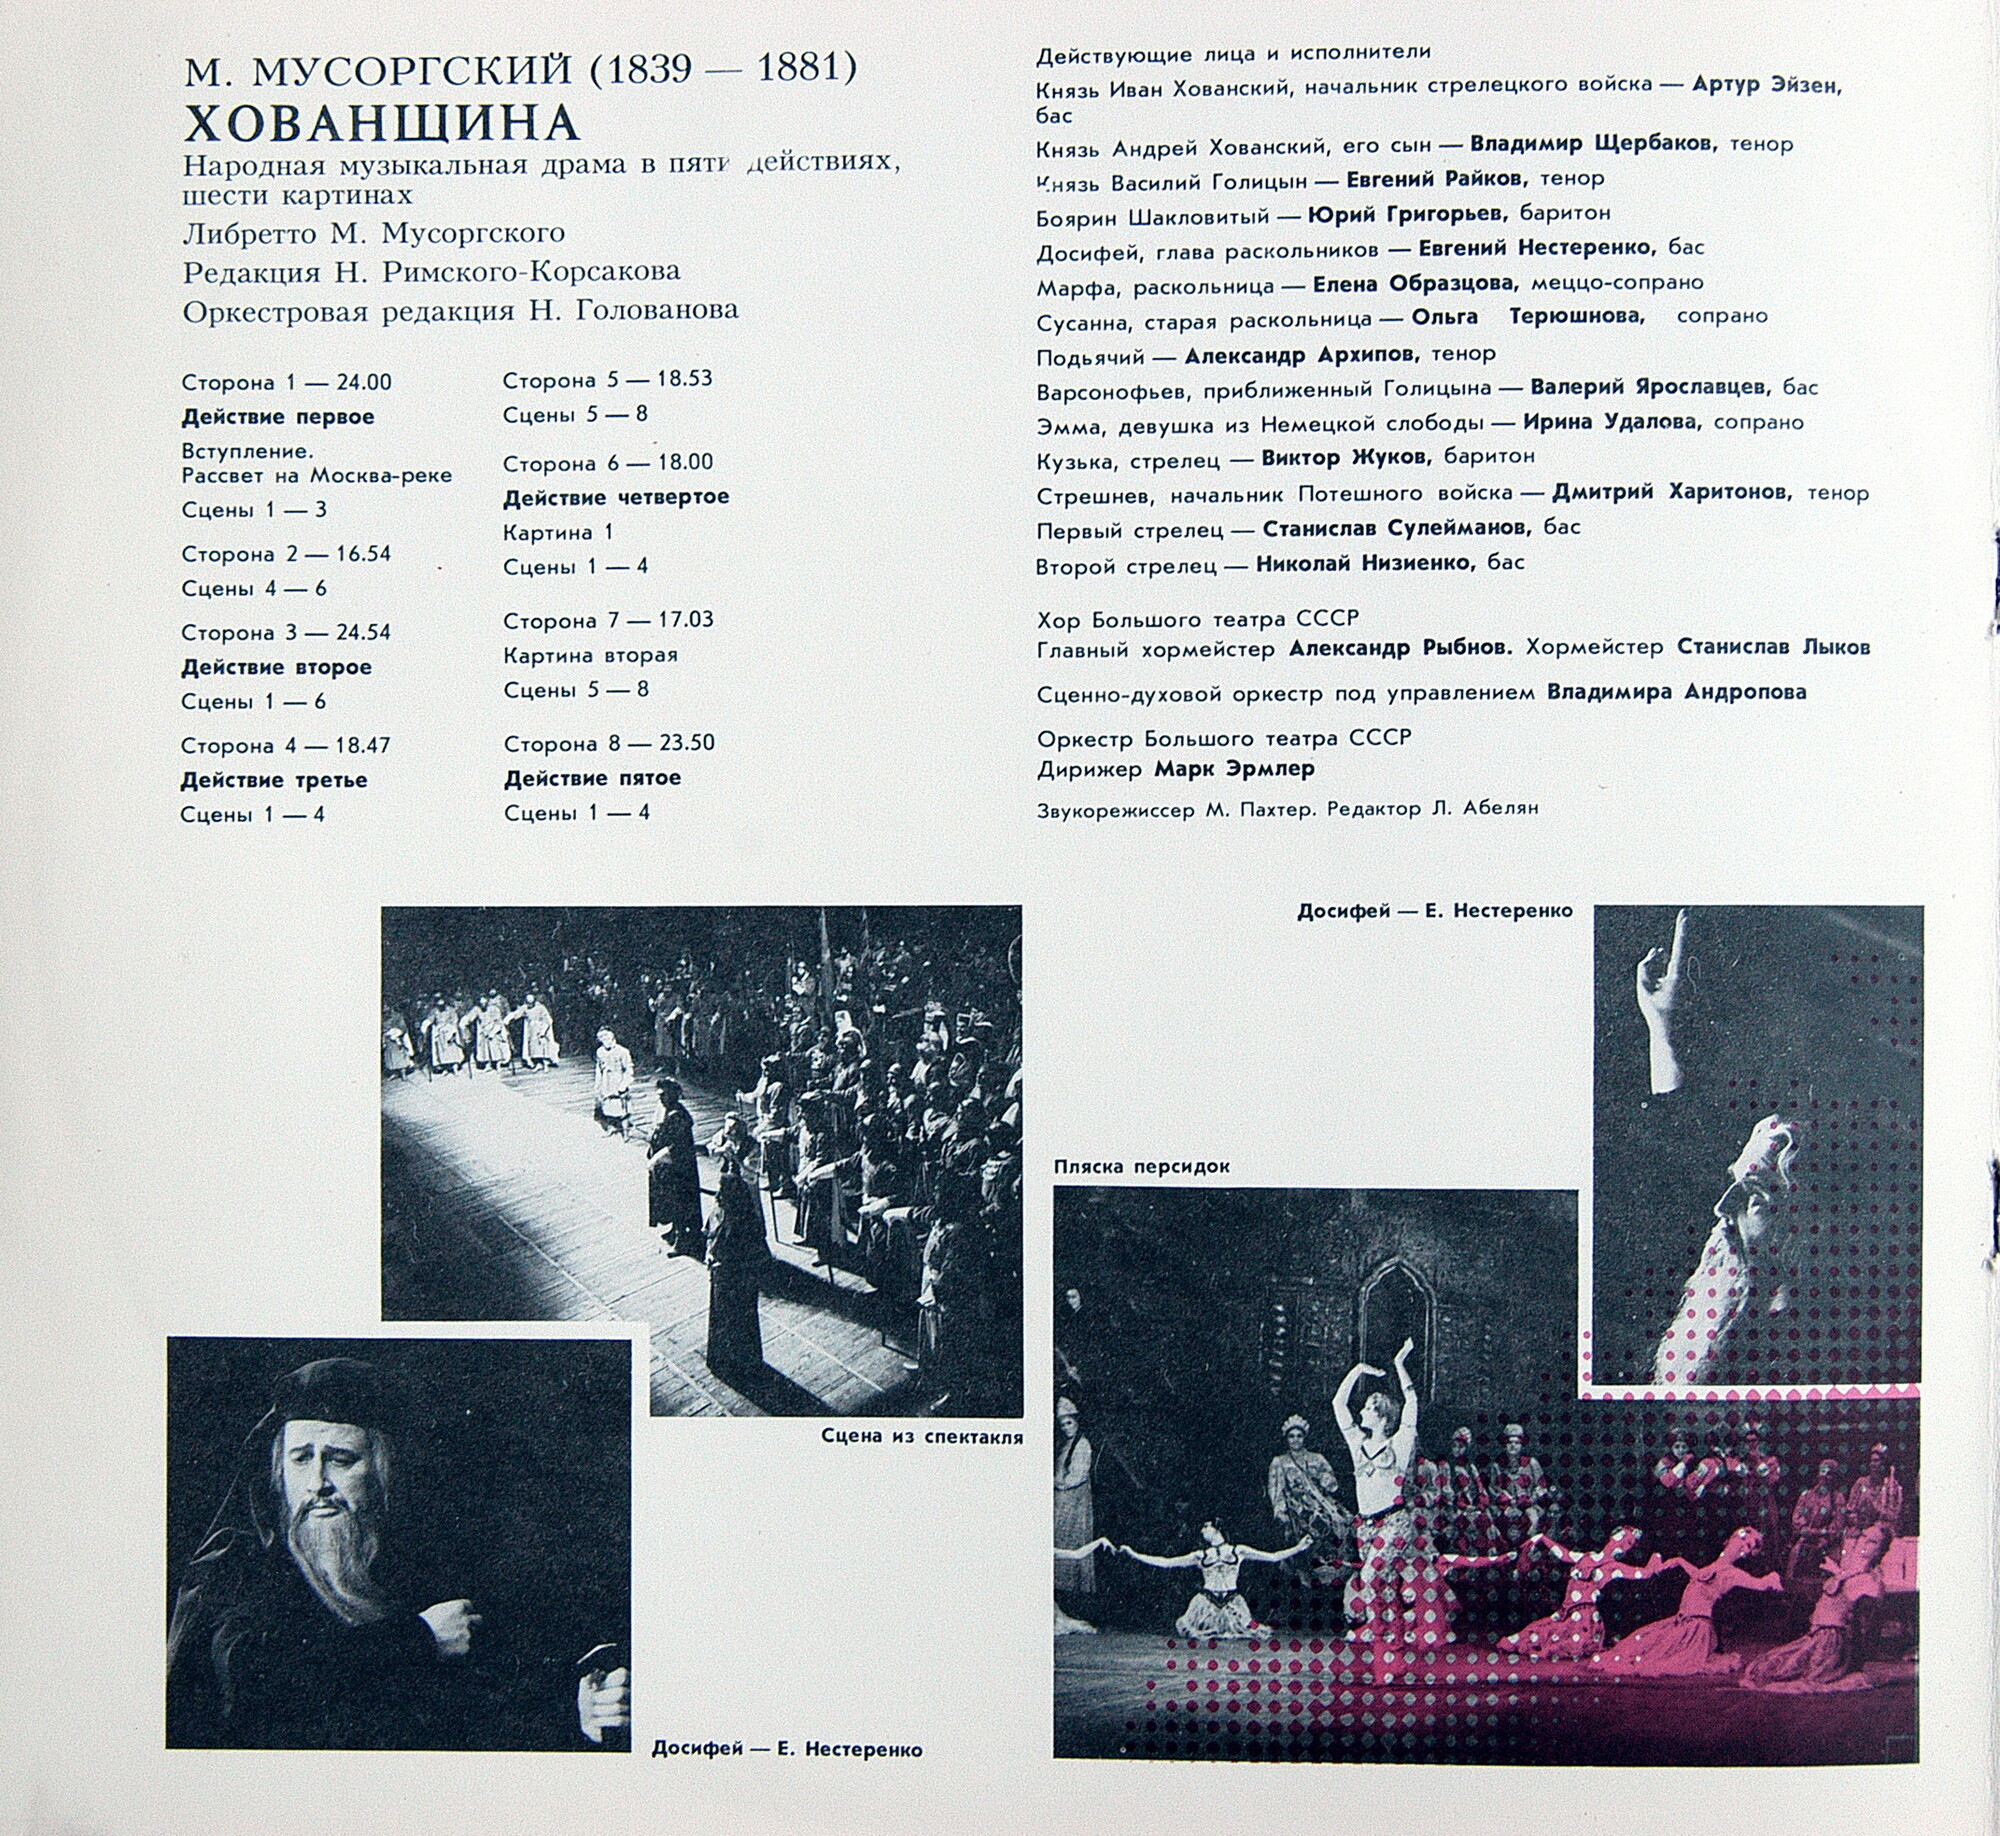 М. МУСОРГСКИЙ (1839 — 1881)
ХОВАНЩИНА
Народная музыкальная драма в пяти действиях,
шести картинах
Либретто М. Мусоргского
Редакция Н. Римского-Корсакова
Оркестровая редакция Н. Голованова
Сторона 1 — 24.00
Действие первое
Вступление.
Рассвет на Москва-реке
Сцены 1 — 3
Сторона 2 — 16.54
Сцены 4 — 6
Сторона 3 — 24.54
Действие второе
Сцены 1 — 6
Сторона 4 — 18.47
Действие третье
Сцены 1 — 4
Сторона 5 — 18.53
Сцены 5 — 8
Сторона 6 — 18.00
Действие четвертое
Картина 1
Сцены 1 — 4
Сторона 7 — 17.03
Картина вторая
Сцены 5 — 8
Сторона 8 — 23.50
Действие пятое
Сцены 1 — 4
Действующие лица и исполнители
Князь Иван Хованский, начальник стрелецкого войска — Артур Эйзен,
бас
Князь Андрей Хованский, его сын — Владимир Щербаков, тенор
Князь Василий Голицын — Евгений Райков, тенор
Боярин Шакловитый — Юрий Григорьев, баритон
Досифей, глава раскольников — Евгений Нестеренко, бас
Марфа, раскольница — Елена Образцова, меццо-сопрано
Сусанна, старая раскольница — Ольга Терюшнова, сопрано
Подьячий — Александр Архипов, тенор
Варсонофьев, приближенный Голицына — Валерий Ярославцев, бас
Эмма, девушка из Немецкой слободы — Ирина Удалова, сопрано
Кузька, стрелец — Виктор Жуков, баритон
Стрешнев, начальник Потешного войска — Дмитрий Харитонов, тенор
Первый стрелец — Станислав Сулейманов, бас
Второй стрелец — Николай Низиенко, бас
Хор Большого театра СССР
Главный хормейстер Александр Рыбнов. Хормейстер Станислав Лыков
Сценно-духовой оркестр под управлением Владимира Андропова
Оркестр Большого театра СССР
Дирижер Марк Эрмлер
Звукорежиссер М. Пахтер. Редактор Л. Абелян
Досифей — Е. Нестеренко
Пляска персидок
Сцена из спектакля
Досифей — Е. Нестеренко